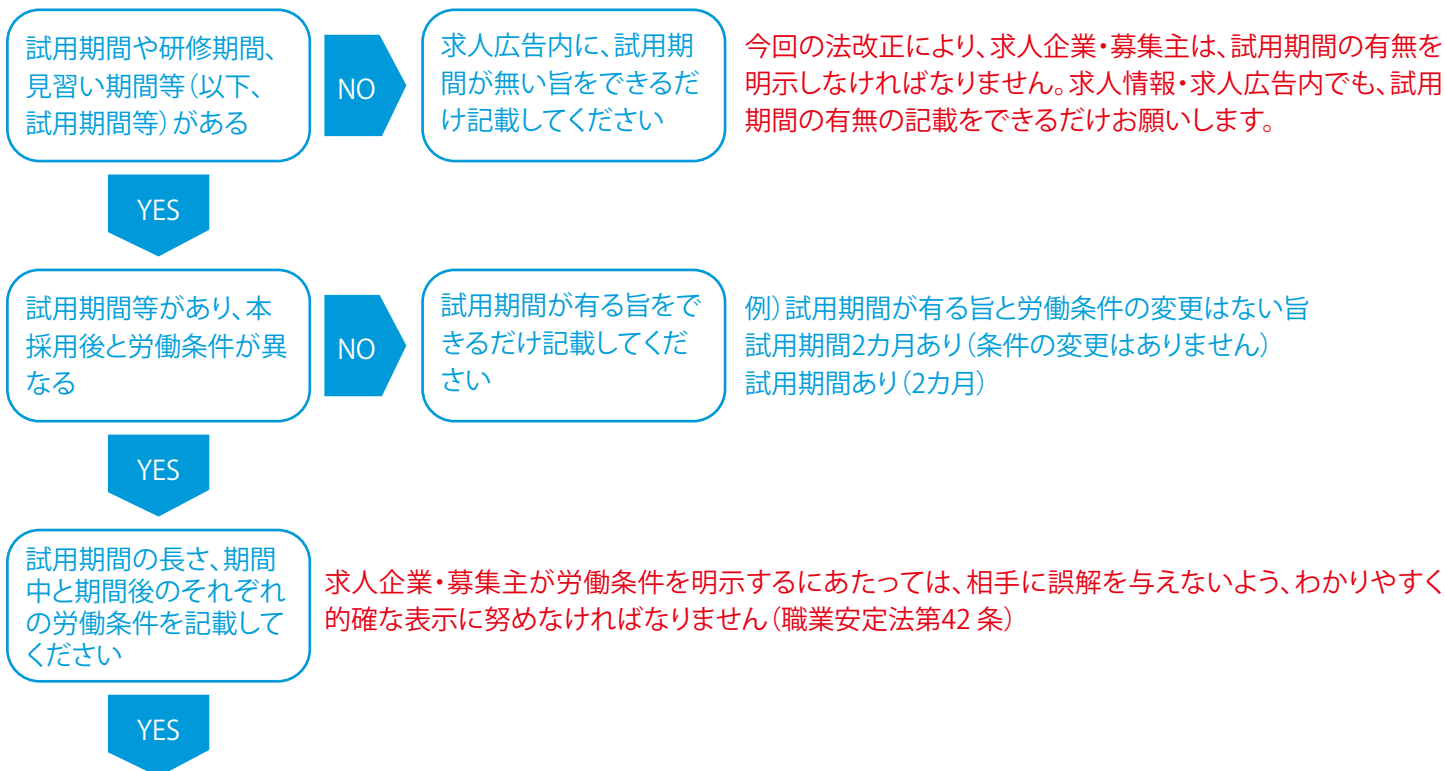 試用期間や研修期間、
見習い期間等（以下、
試用期間等）がある
NO
求人広告内に、試用期
間が無い旨をできるだ
け記載してください
今回の法改正により、求人企業・募集主は、試用期間の有無を
明示しなければなりません。求人情報・求人広告内でも、試用
期間の有無の記載をできるだけお願いします。
YES
試用期間等があり、本
採用後と労働条件が異
なる
NO
試用期間が有る旨をで
きるだけ記載してくだ
さい
例）試用期間が有る旨と労働条件の変更はない旨
試用期間2カ月あり（条件の変更はありません）
試用期間あり（2カ月）
YES
試用期間の長さ、期間
中と期間後のそれぞれ
の労働条件を記載して
ください
求人企業・募集主が労働条件を明示するにあたっては、相手に誤解を与えないよう、わかりやすく
的確な表示に努めなければなりません（職業安定法第42 条）
YES